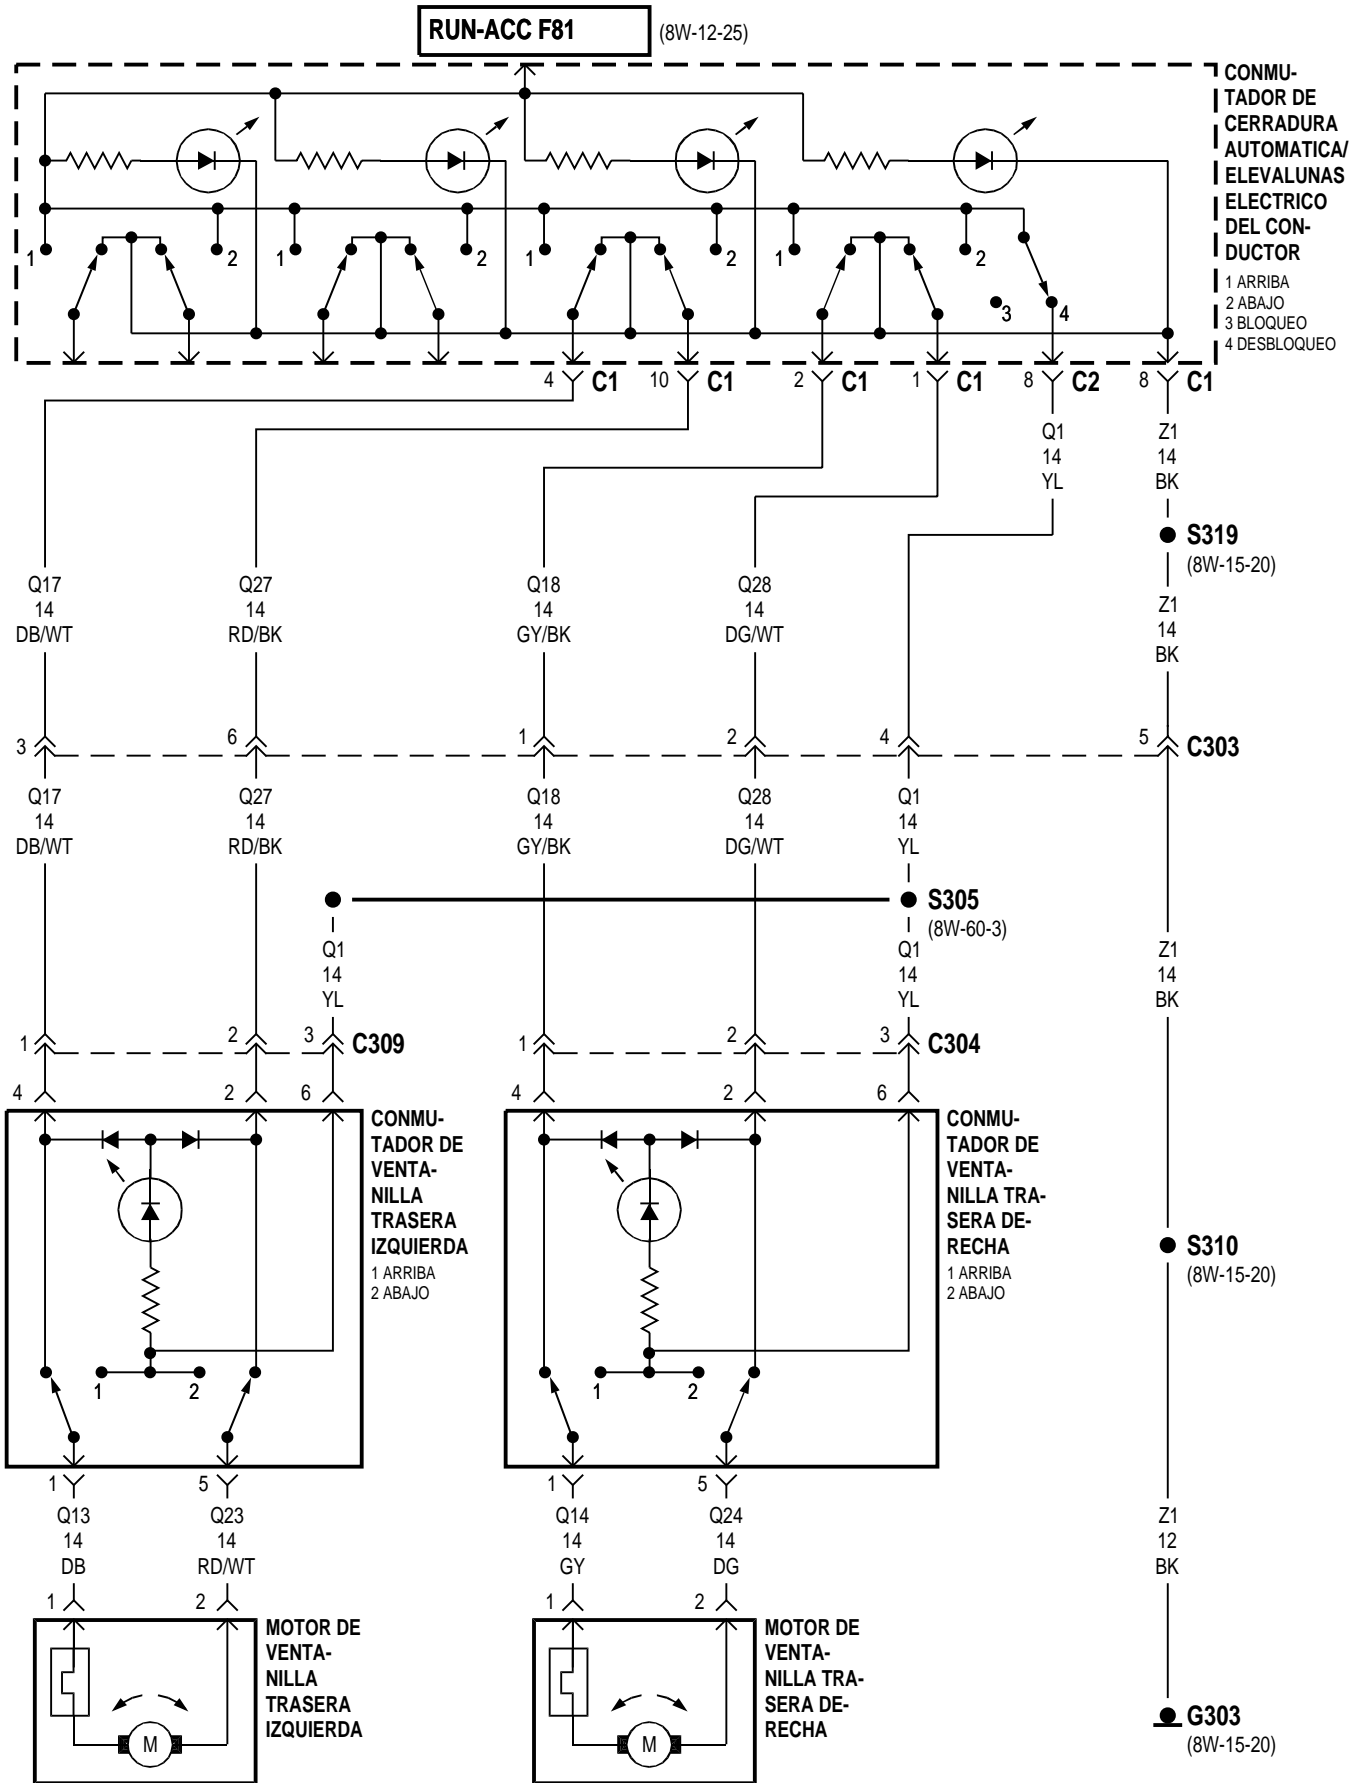 RUN-ACC F81 (8W-12-25)
CONMU-
TADOR DE
CERRADURA
AUTOMATICA/
ELEVALUNAS
ELECTRICO
DEL CON-
DUCTOR
1 ARRIBA
2 ABAJO
3 BLOQUEO
4 DESBLOQUEO
1 2 1 2 1 2 1 2
3 4
4 C1 10 C1 2 C1 1 C1 8 C2 8 C1
Q1 Z1
14 14
YL BK
S319
(8W-15-20)
Q17 Q27 Q18 Q28 Z1
14 14 14 14 14
DB/WT RD/BK GY/BK DG/WT BK
3 6 1 2 4 5 C303
Q17 Q27 Q18 Q28 Q1
14 14 14 14 14
DB/WT RD/BK GY/BK DG/WT YL
S305
(8W-60-3)
Q1 Q1 Z1
14 14 14
YL YL BK
1 2 3 C309 1 2 3 C304
4 2 6 4 2 6
CONMU-
TADOR DE
VENTA-
NILLA
TRASERA
IZQUIERDA
1 ARRIBA
2 ABAJO
CONMU-
TADOR DE
VENTA-
NILLA TRA-
SERA DE-
RECHA
1 ARRIBA
2 ABAJO
S310
(8W-15-20)
1 2 1 2
1 5 1 5
Q13 Q23 Q14 Q24 Z1
14 14 14 14 12
DB RD/WT GY DG BK
1 2 1 2
MOTOR DE
VENTA-
NILLA
TRASERA
IZQUIERDA
M
MOTOR DE
VENTA-
NILLA TRA-
SERA DE-
RECHA
M
G303
(8W-15-20)